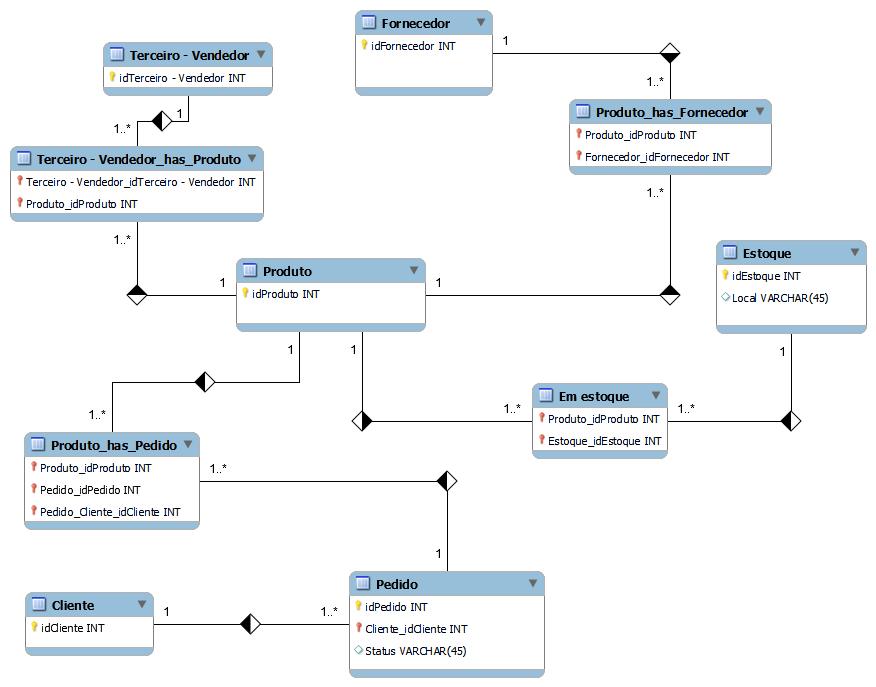 Fornecedor
idFornecedor INT
1
1..*
Terceiro - Vendedor
idTerceiro - Vendedor INT
1
1..*
Produto_has_Fornecedor
Produto_idProduto INT
Fornecedor_idFornecedor INT
1..*
Terceiro - Vendedor_has_Produto
Terceiro - Vendedor_idTerceiro - Vendedor INT
Produto_idProduto INT
1..*
1
Produto
idProduto INT
1
1
1
Estoque
idEstoque INT
Local VARCHAR(45)
1
Em estoque
Produto_idProduto INT
Estoque_idEstoque INT
1..*
1..*
1..*
Produto_has_Pedido
Produto_idProduto INT
Pedido_idPedido INT
Pedido_Cliente_idCliente INT
1..*
1
Pedido
idPedido INT
Cliente_idCliente INT
Status VARCHAR(45)
Cliente
idCliente INT
1
1..*